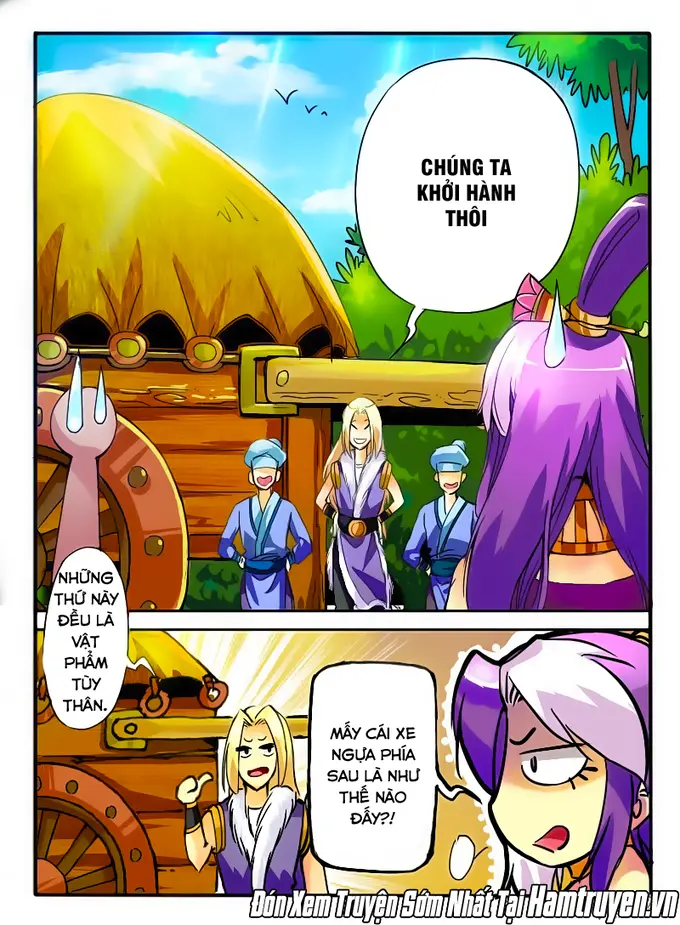 CHÚNG TA
KHỞI HÀNH
THÔI
NHỮNG
THỨ NÀY
ĐỀU LÀ
VẬT
PHẨM
TÙY
THÂN.
MẤY CÁI XE
NGỰA PHÍA
SAU LÀ NHƯ
THẾ NÀO
ĐẤY?!
Đón Xem Truyện Sớm Nhất Tại Hamtruyen.vn